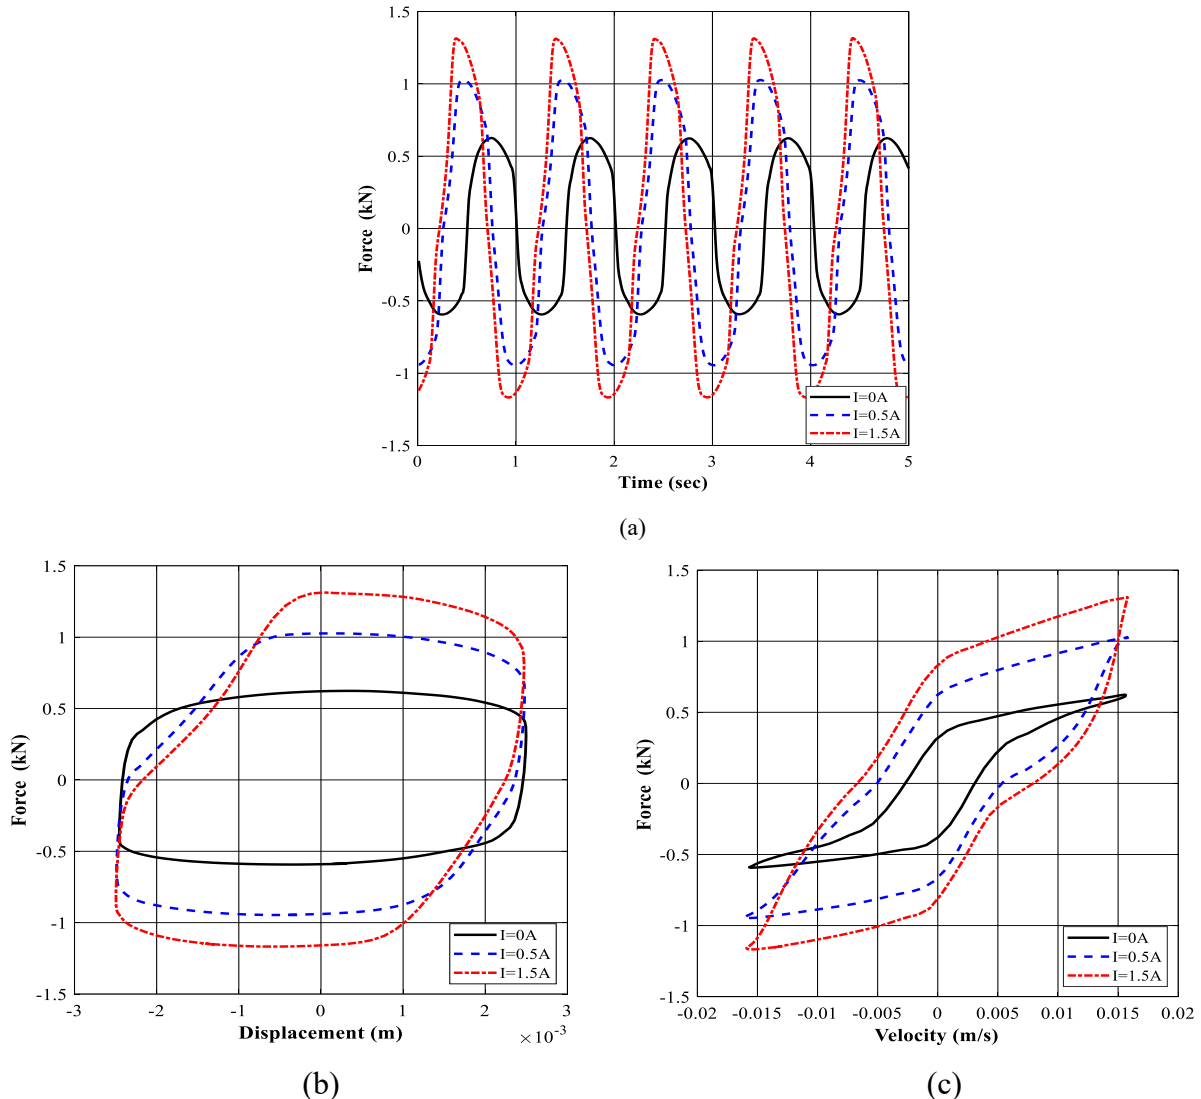 1.5
1
0.5
0
-0.5
-1
-1.5
Force (kN)
I=0A
I=0.5A
I=1.5A
0 1 2 3 4 5
Time (sec)
(a)
1.5
1
0.5
0
-0.5
-1
-1.5
Force (kN)
I=0A
I=0.5A
I=1.5A
-3 -2 -1 0 1 2 3
Displacement (m)
×10⁻³
(b)
1.5
1
0.5
0
-0.5
-1
-1.5
Force (kN)
I=0A
I=0.5A
I=1.5A
-0.02 -0.015 -0.01 -0.005 0 0.005 0.01 0.015 0.02
Velocity (m/s)
(c)